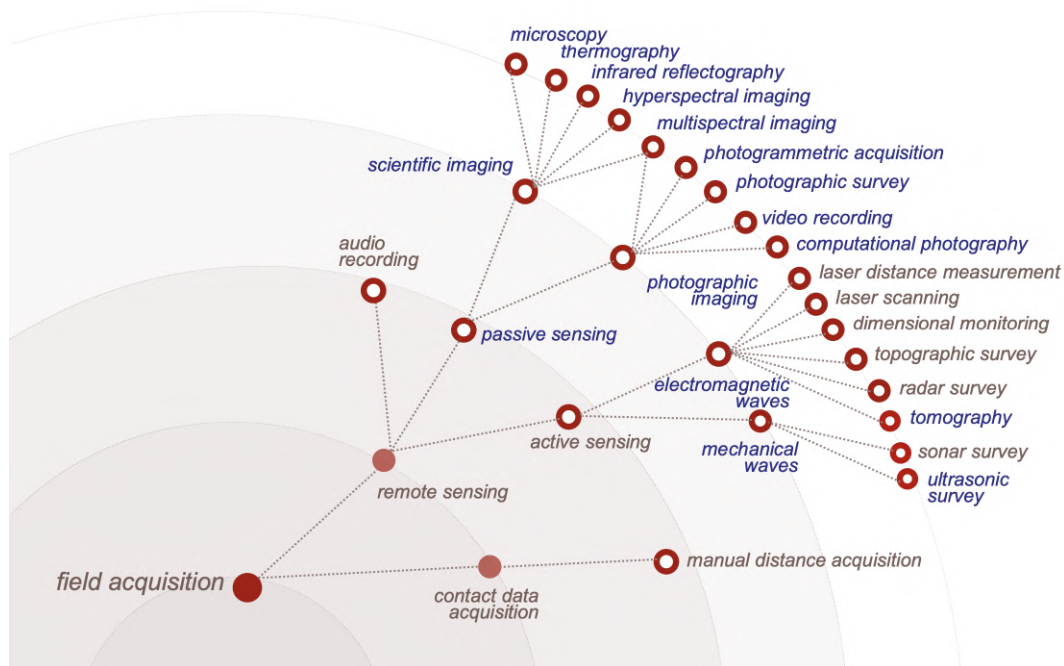 microscopy
thermography
infrared reflectography
hyperspectral imaging
multispectral imaging
scientific imaging
photogrammetric acquisition
photographic survey
video recording
computational photography
audio
recording
photographic
imaging
laser distance measurement
laser scanning
dimensional monitoring
passive sensing
topographic survey
electromagnetic
waves
radar survey
tomography
active sensing
mechanical
waves
sonar survey
ultrasonic
survey
remote sensing
field acquisition
contact data
acquisition
manual distance acquisition